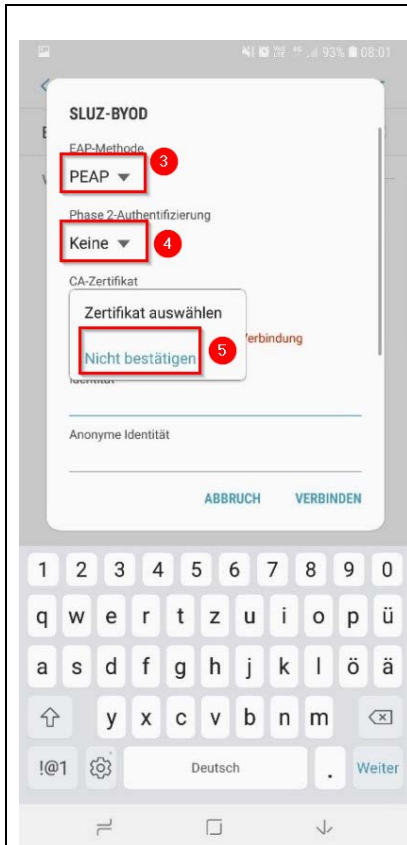 93% 08:01
SLUZ-BYOD
EAP-Methode
3
PEAP
Phase 2-Authentifizierung
Keine
4
CA-Zertifikat
Zertifikat auswählen
Nicht bestätigen
5
Verbindung
Identität
Anonyme Identität
ABBRUCH VERBINDEN
1 2 3 4 5 6 7 8 9 0
q w e r t z u i o p ü
a s d f g h j k l ö ä
y x c v b n m
!@1 Deutsch . Weiter